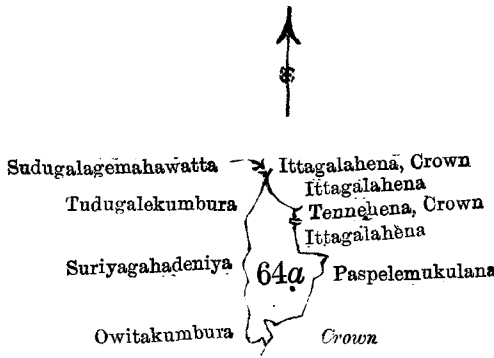 Sudugalagemahawatta
Ittagalahena, Crown
Ittagalahena
Tudugalekumbura
Tennehena, Crown
Ittagalahena
Suriyagahadeniya
64a
Paspelemukulana
Owitakumbura
Crown